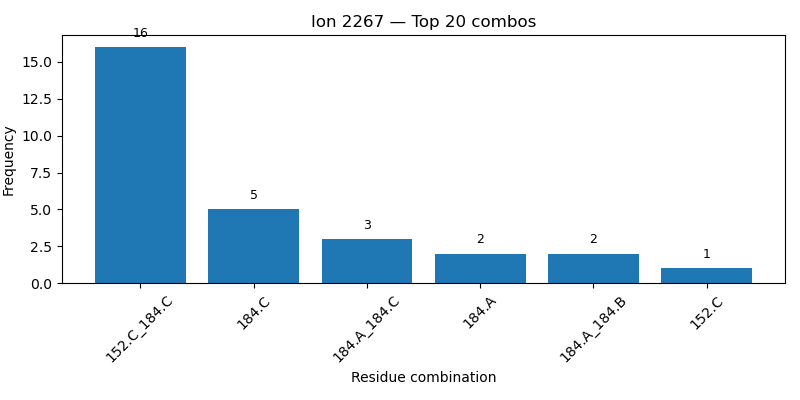 Ion 2267 — Top 20 combos
Frequency
15.0
12.5
10.0
7.5
5.0
2.5
0.0
16
5
3
2
2
1
152.C_184.C
184.C
184.A_184.C
184.A
184.A_184.B
152.C
Residue combination